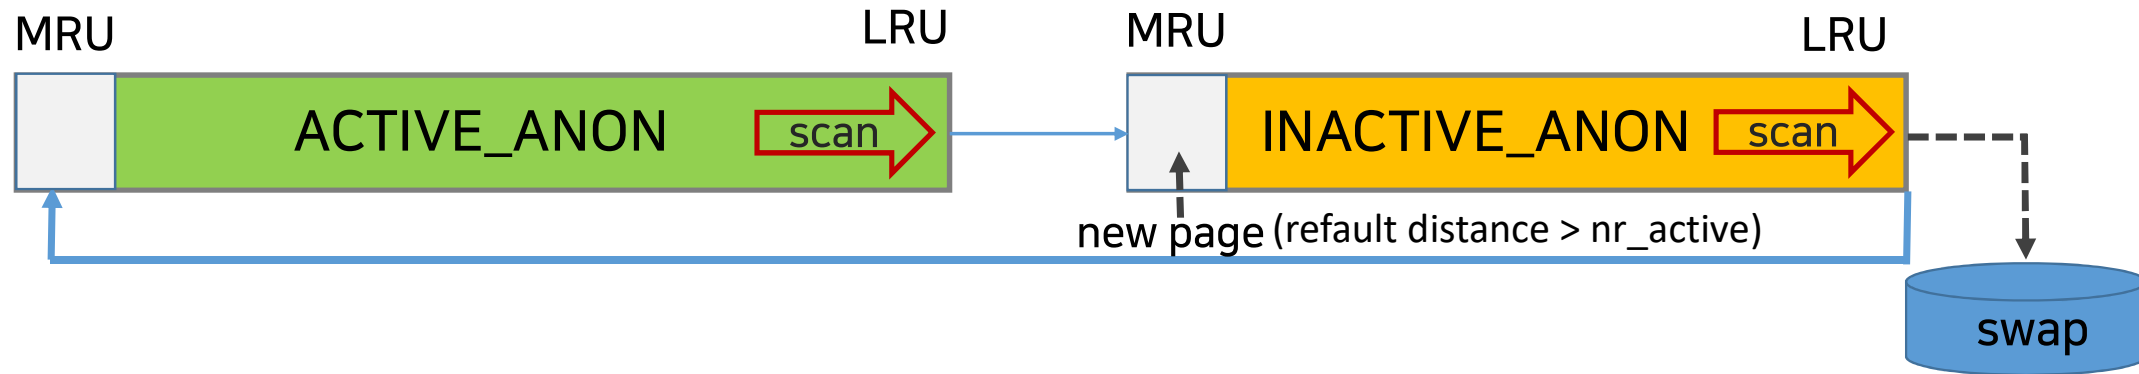 MRU
LRU
MRU
LRU
ACTIVE_ANON
scan
INACTIVE_ANON
scan
new page (refault distance > nr_active)
swap